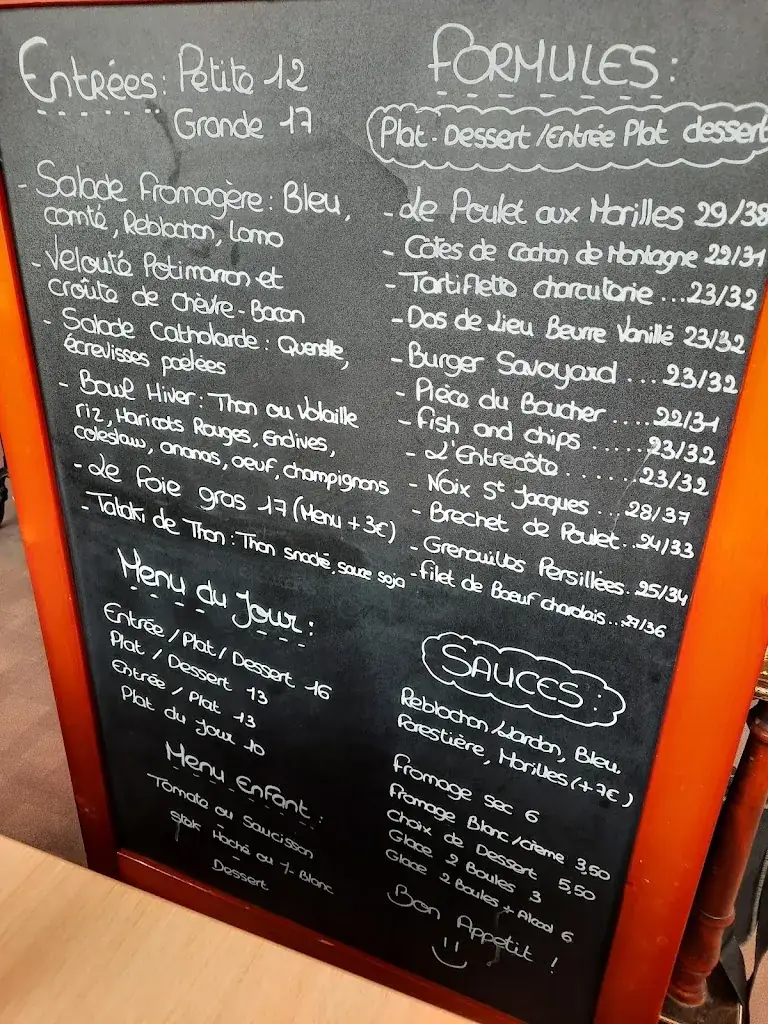 Entrées: Petite 12
Grande 17
- Salade Fromagère: Bleu,
comté, Reblochon, Lomo
- Velouté Potimarron et
croûte de chèvre - Bacon
- Salade Catholarde: Quenelle,
écrevisses poêlées
- Bowl Hiver: Thon ou Volaille
riz, Haricots Rouges, Endives,
coleslaw, ananas, oeuf, champignons
- Le foie gras 17 (Menu +3€)
- Tataki de Thon: Thon snacké, sauce soja
Menu du Jour:
Entrée / Plat / Dessert 16
Plat / Dessert 13
Entrée / Plat 13
Plat du Jour 10
Menu Enfant:
Tomate ou Saucisson
-
Steak Haché ou J-Blanc
-
Dessert
FORMULES:
Plat - Dessert / Entrée Plat dessert
- Le Poulet aux Morilles 29/38
- Côtes de Cochon de Montagne 22/31
- Tartiflette charcuterie ...23/32
- Dos de Lieu Beurre Vanillé 23/32
- Burger Savoyard ...23/32
- Pièce du Boucher ....22/31
- Fish and chips ......23/32
- L'Entrecôte .......23/32
- Noix St Jacques ...28/37
- Brechet de Poulet..24/33
- Grenouilles Persillées..25/34
- Filet de Boeuf charolais...27/36
SAUCES:
Reblochon / Lardon, Bleu,
Forestière, Morilles (+7€)
Fromage Sec 6
Fromage Blanc / crème 3,50
Choix de Dessert 5,50
Glace 2 Boules 3
Glace 2 Boules + Alcool 6
Bon Appétit !